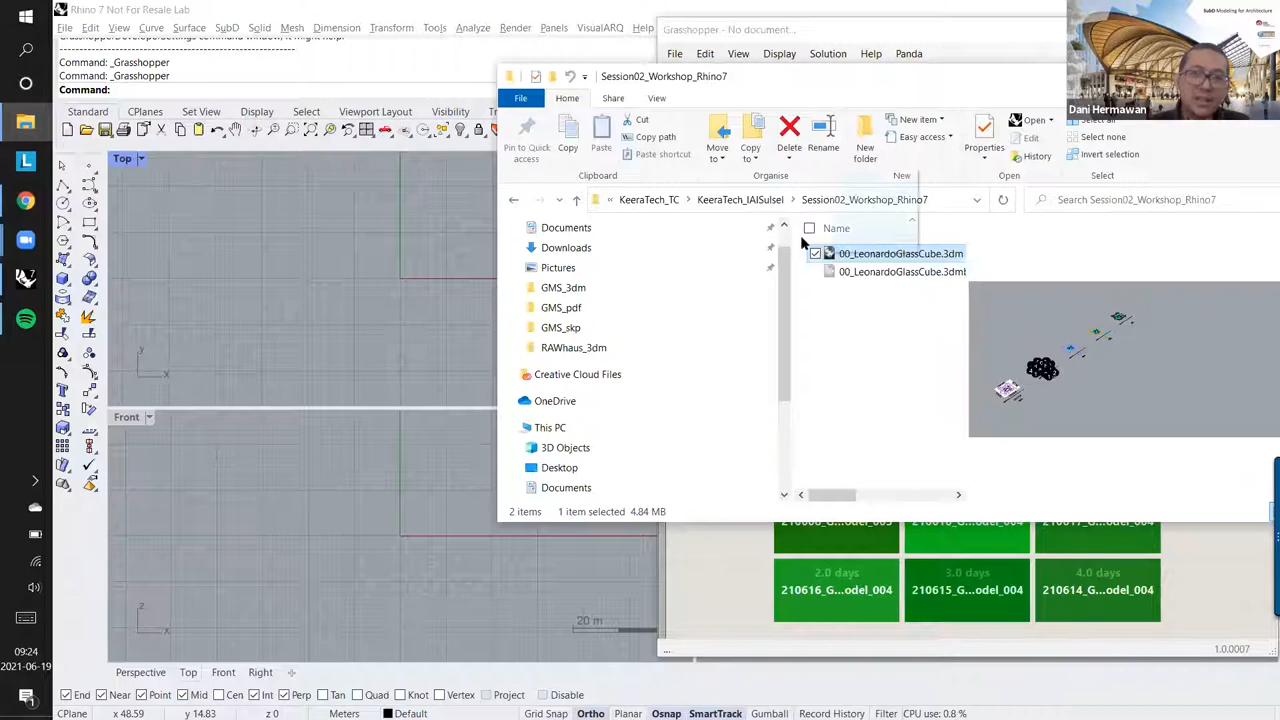 Rhino 7 Not For Resale Lab
File Edit View Curve Surface SubD Solid Mesh Dimension Transform Tools Analyze Render Panels VisualARQ Help
Command: _Grasshopper
Command: _Grasshopper
Command:
Standard CPlanes Set View Display Select Viewport Layout Visibility
Top
y
x
Front
z
x
20 m
Perspective Top Front Right
End Near Point Mid Cen Int Perp Tan Quad Knot Vertex Project Disable
CPlane x 48.59 y 14.83 z 0 Meters Default Grid Snap Ortho Planar Osnap SmartTrack Gumball Record History Filter CPU use: 0.8 %
09:24
2021-06-19
1
Grasshopper - No document...
File Edit View Display Solution Help Panda
Session02_Workshop_Rhino7
File Home Share View
Pin to Quick access
Copy
Paste
Cut
Copy path
Paste shortcut
Clipboard
Move to
Copy to
Delete
Rename
Organise
New folder
New item
Easy access
New
Properties
Open
Edit
History
Open
Select all
Select none
Invert selection
Select
« KeeraTech_TC > KeeraTech_IAISulsel > Session02_Workshop_Rhino7
Search Session02_Workshop_Rhino7
Documents
Downloads
Pictures
GMS_3dm
GMS_pdf
GMS_skp
RAWhaus_3dm
Creative Cloud Files
OneDrive
This PC
3D Objects
Desktop
Documents
Name
00_LeonardoGlassCube.3dm
00_LeonardoGlassCube.3dml
2 items 1 item selected 4.84 MB
2.0 days
210616_G...odel_004
3.0 days
210615_G...odel_004
4.0 days
210614_G...odel_004
1.0.0007
SubD Modeling for Architecture
Dani Hermawan